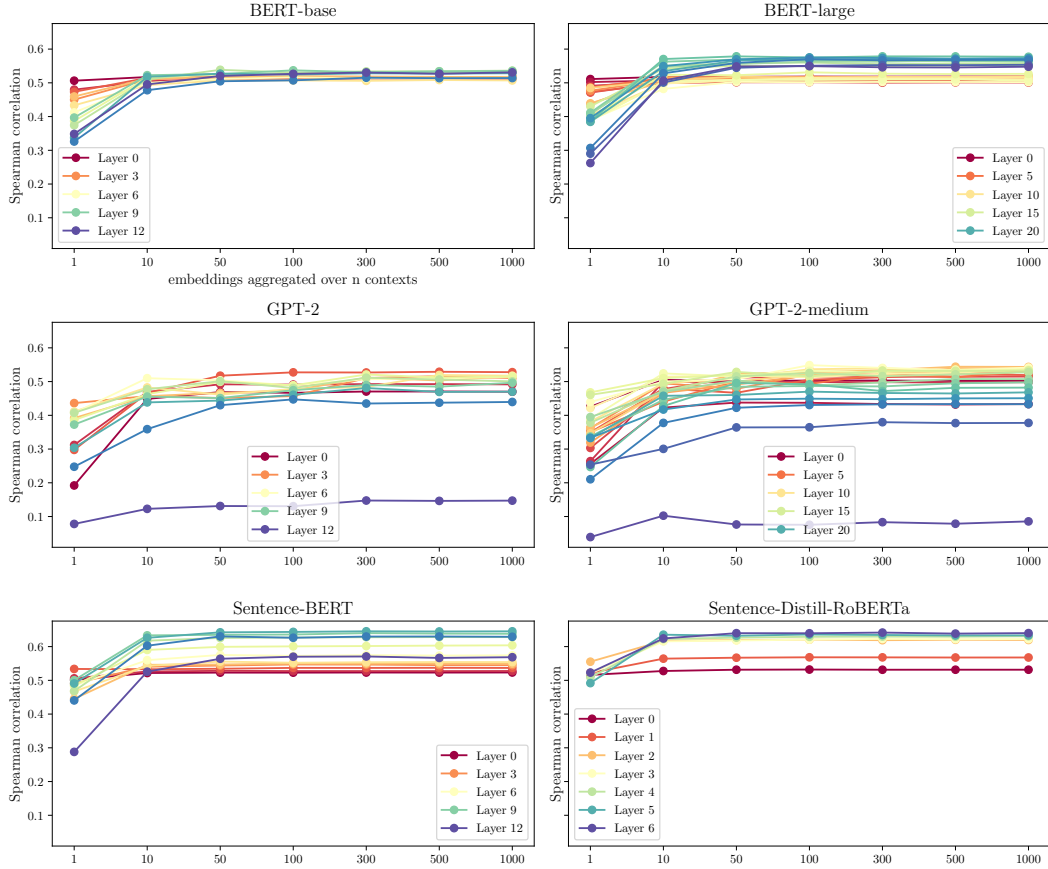 BERT-base
BERT-large
Spearman correlation
0.6
0.5
0.4
0.3
0.2
0.1
Layer 0
Layer 3
Layer 6
Layer 9
Layer 12
1 10 50 100 300 500 1000
embeddings aggregated over n contexts
Spearman correlation
Layer 0
Layer 5
Layer 10
Layer 15
Layer 20
1 10 50 100 300 500 1000
GPT-2
GPT-2-medium
Spearman correlation
0.6
0.5
0.4
0.3
0.2
0.1
Layer 0
Layer 3
Layer 6
Layer 9
Layer 12
1 10 50 100 300 500 1000
Spearman correlation
Layer 0
Layer 5
Layer 10
Layer 15
Layer 20
1 10 50 100 300 500 1000
Sentence-BERT
Sentence-Distill-RoBERTa
Spearman correlation
0.6
0.5
0.4
0.3
0.2
0.1
Layer 0
Layer 3
Layer 6
Layer 9
Layer 12
1 10 50 100 300 500 1000
Spearman correlation
Layer 0
Layer 1
Layer 2
Layer 3
Layer 4
Layer 5
Layer 6
1 10 50 100 300 500 1000